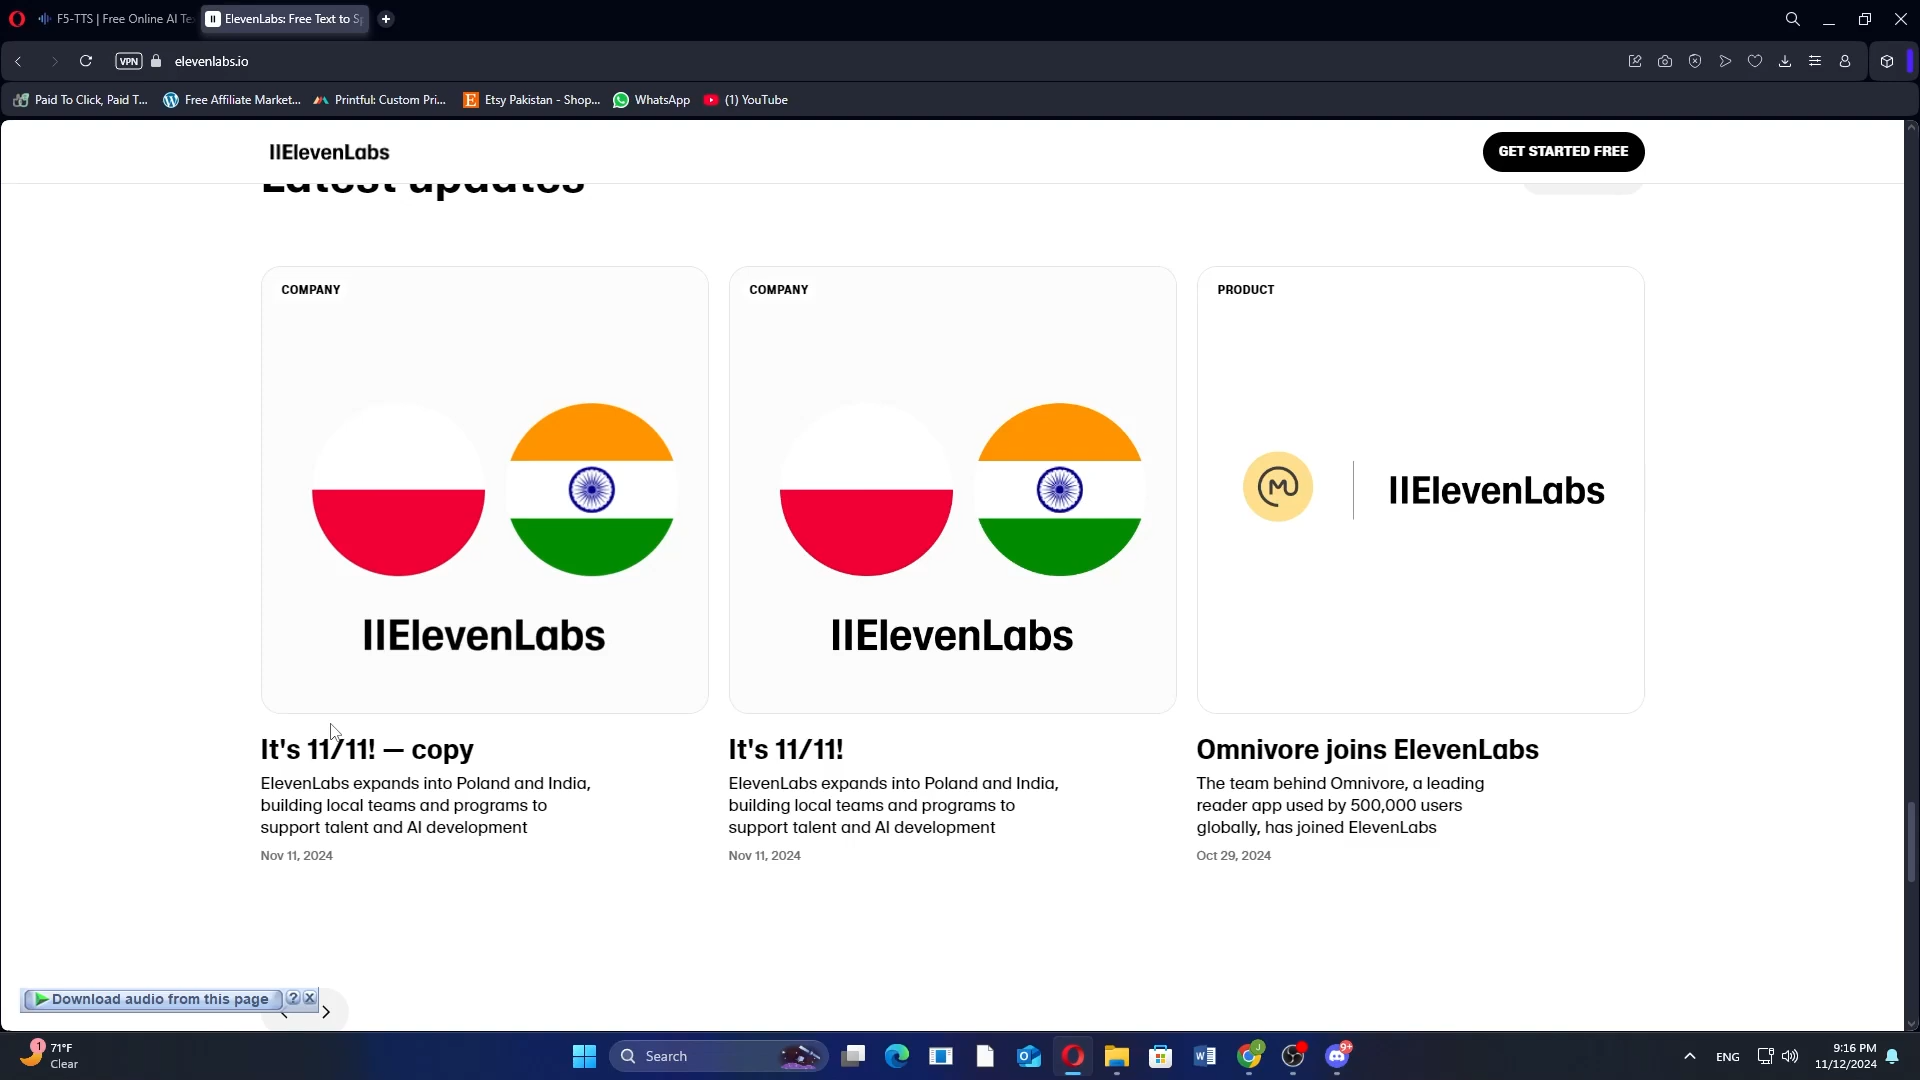 F5-TTS | Free Online AI Te
ElevenLabs: Free Text to S
VPN
elevenlabs.io
Paid To Click, Paid T...
Free Affiliate Market...
Printful: Custom Pri...
Etsy Pakistan - Shop...
WhatsApp
(1) YouTube
IIElevenLabs
GET STARTED FREE
Latest updates
COMPANY
COMPANY
PRODUCT
IIElevenLabs
IIElevenLabs
IIElevenLabs
It's 11/11! — copy
It's 11/11!
Omnivore joins ElevenLabs
ElevenLabs expands into Poland and India,
building local teams and programs to
support talent and AI development
ElevenLabs expands into Poland and India,
building local teams and programs to
support talent and AI development
The team behind Omnivore, a leading
reader app used by 500,000 users
globally, has joined ElevenLabs
Nov 11, 2024
Nov 11, 2024
Oct 29, 2024
Download audio from this page
1
71°F
Clear
Search
9+
ENG
9:16 PM
11/12/2024